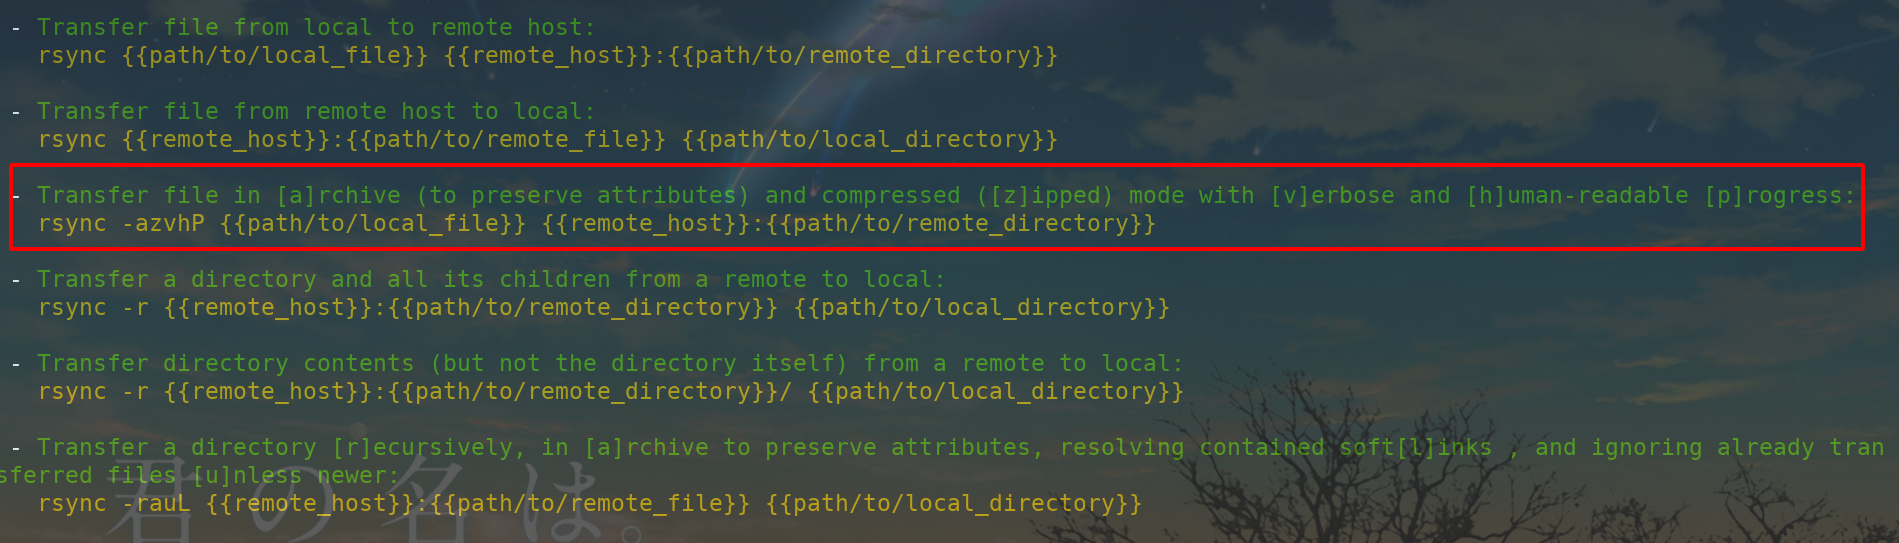 - Transfer file from local to remote host:
rsync {{path/to/local_file}} {{remote_host}}:{{path/to/remote_directory}}
- Transfer file from remote host to local:
rsync {{remote_host}}:{{path/to/remote_file}} {{path/to/local_directory}}
- Transfer file in [a]rchive (to preserve attributes) and compressed ([z]ipped) mode with [v]erbose and [h]uman-readable [p]rogress:
rsync -azvhP {{path/to/local_file}} {{remote_host}}:{{path/to/remote_directory}}
- Transfer a directory and all its children from a remote to local:
rsync -r {{remote_host}}:{{path/to/remote_directory}} {{path/to/local_directory}}
- Transfer directory contents (but not the directory itself) from a remote to local:
rsync -r {{remote_host}}:{{path/to/remote_directory}}/ {{path/to/local_directory}}
- Transfer a directory [r]ecursively, in [a]rchive to preserve attributes, resolving contained soft[l]inks , and ignoring already tran
sferred files [u]nless newer:
rsync -rauL {{remote_host}}:{{path/to/remote_file}} {{path/to/local_directory}}
君の名は。